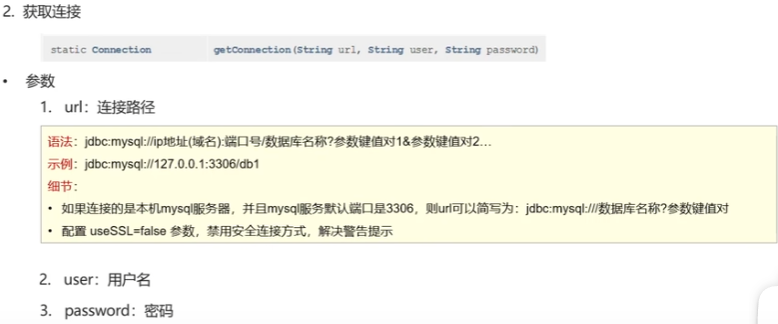 2. 获取连接
static Connection getConnection(String url, String user, String password)
• 参数
1. url：连接路径
语法：jdbc:mysql://ip地址(域名):端口号/数据库名称?参数键值对1&参数键值对2…
示例：jdbc:mysql://127.0.0.1:3306/db1
细节：
• 如果连接的是本机mysql服务器，并且mysql服务默认端口是3306，则url可以简写为：jdbc:mysql:///数据库名称?参数键值对
• 配置 useSSL=false 参数，禁用安全连接方式，解决警告提示
2. user：用户名
3. password：密码